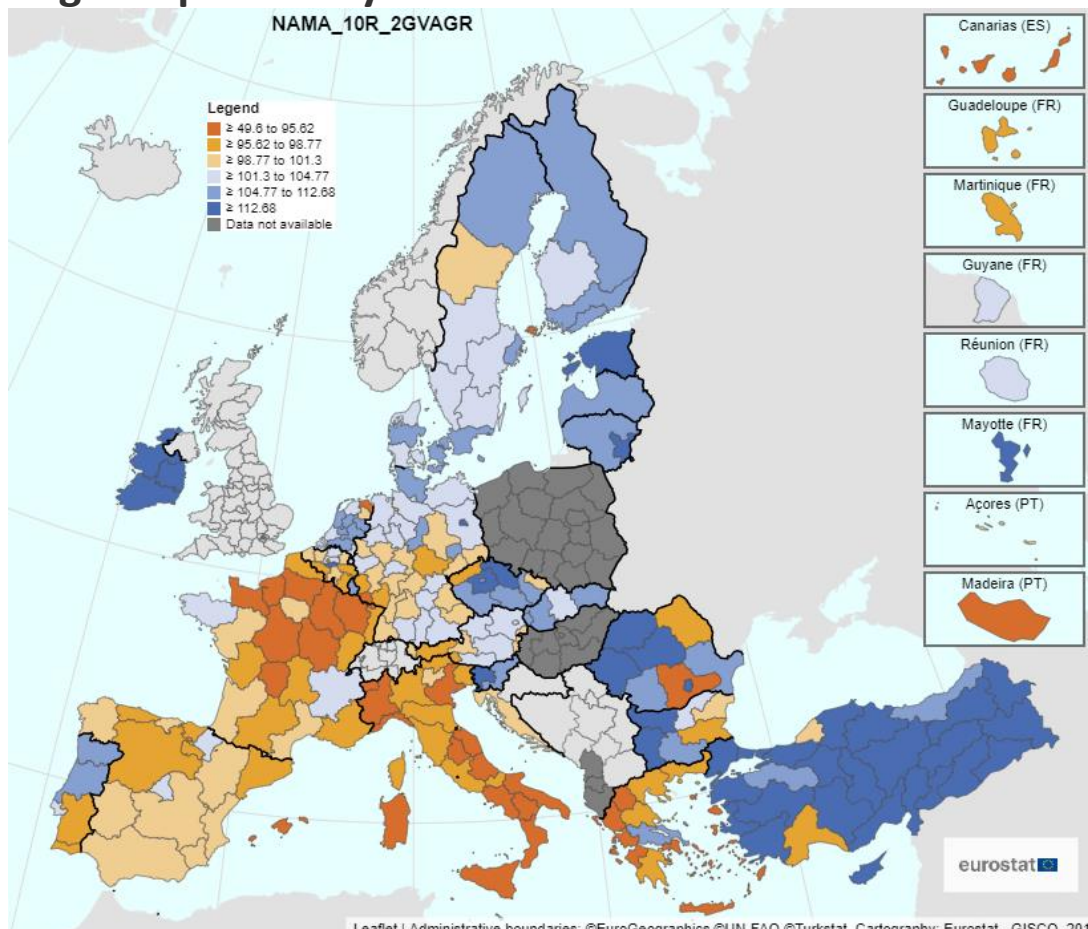 NAMA_10R_2GVAGR
Legend
≥ 49.6 to 95.62
≥ 95.62 to 98.77
≥ 98.77 to 101.3
≥ 101.3 to 104.77
≥ 104.77 to 112.68
≥ 112.68
Data not available
Canarias (ES)
Guadeloupe (FR)
Martinique (FR)
Guyane (FR)
Réunion (FR)
Mayotte (FR)
Açores (PT)
Madeira (PT)
eurostat
Leaflet | Administrative boundaries: ©EuroGeographics ©UN-FAO ©Turkstat, Cartography: Eurostat - GISCO, 20